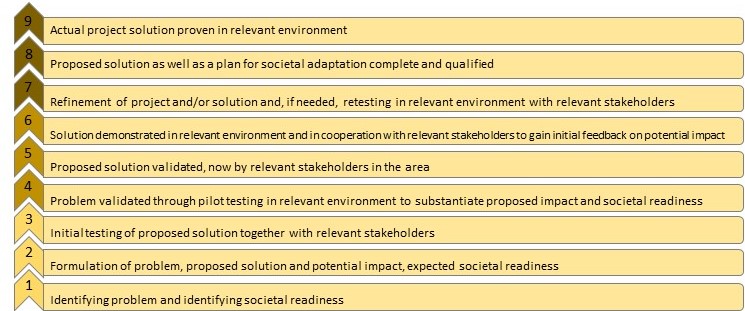 9 Actual project solution proven in relevant environment
8 Proposed solution as well as a plan for societal adaptation complete and qualified
7 Refinement of project and/or solution and, if needed, retesting in relevant environment with relevant stakeholders
6 Solution demonstrated in relevant environment and in cooperation with relevant stakeholders to gain initial feedback on potential impact
5 Proposed solution validated, now by relevant stakeholders in the area
4 Problem validated through pilot testing in relevant environment to substantiate proposed impact and societal readiness
3 Initial testing of proposed solution together with relevant stakeholders
2 Formulation of problem, proposed solution and potential impact, expected societal readiness
1 Identifying problem and identifying societal readiness